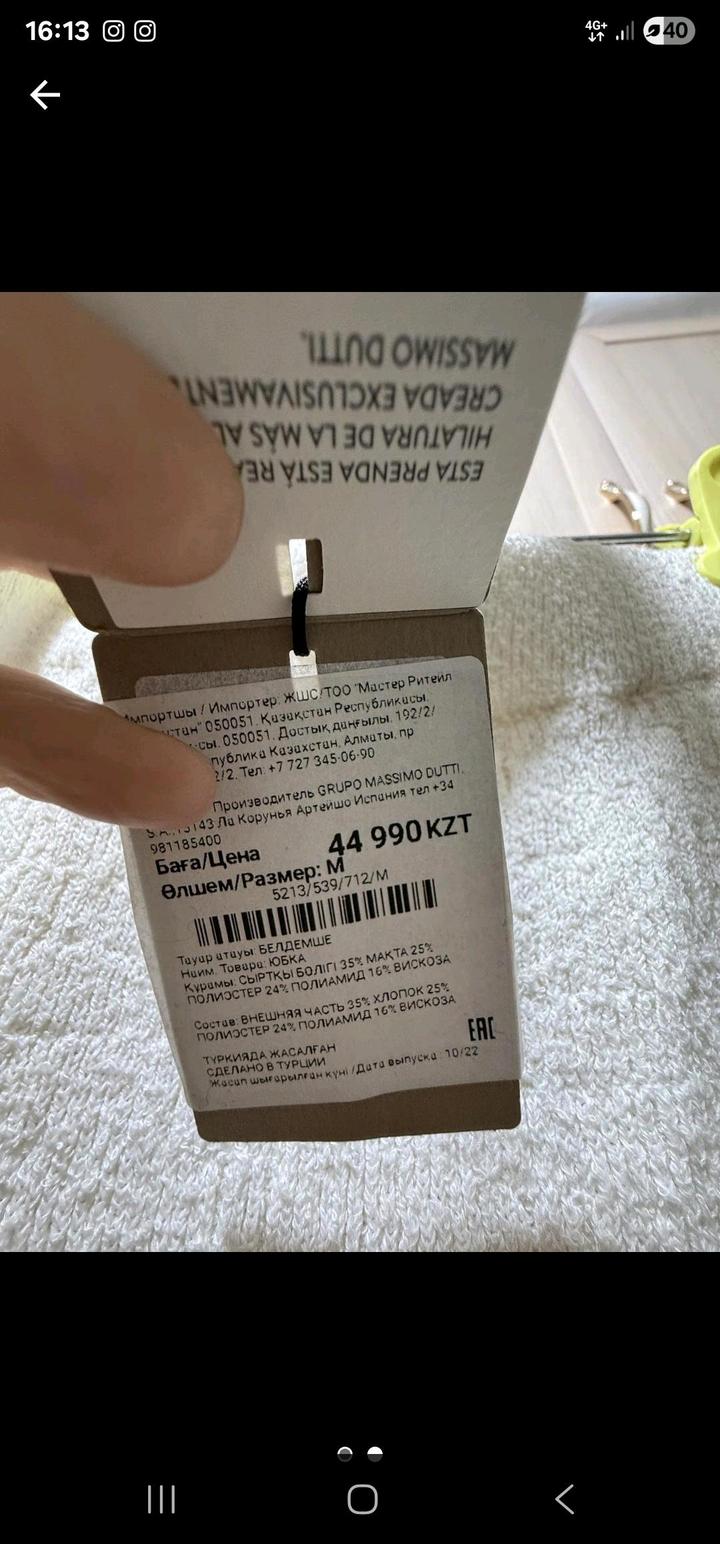 16:13
4G+
40
ESTA PRENDA ESTÁ
HILATURA DE LA MÁS
CREADA EXCLUSIVAMENT
MASSIMO DUTTI.
Импортшы / Импортер: ЖШС/ТОО "Мастер Ритейл
050051, Қазақстан Республикасы,
050051, Достық даңғылы, 192/2/
Казахстан, Алматы, пр
2/2. Тел: +7 727 345-06-90
Производитель GRUPO MASSIMO DUTTI,
S.A., 15143 Ла Корунья Артейшо Испания тел +34
981185400
Баға/Цена 44 990 KZT
Өлшем/Размер: M
5213/539/712/M
Тауар атауы: БЕЛДЕМШЕ
Наим. Товара: ЮБКА
Құрамы: СЫРТҚЫ БӨЛІГІ 35% МАҚТА 25%
ПОЛИЭСТЕР 24% ПОЛИАМИД 16% ВИСКОЗА
Состав: ВНЕШНЯЯ ЧАСТЬ 35% ХЛОПОК 25%
ПОЛИЭСТЕР 24% ПОЛИАМИД 16% ВИСКОЗА
EAC
ТҮРКИЯДА ЖАСАЛҒАН
СДЕЛАНО В ТУРЦИИ
Жасап шығарылған күні /Дата выпуска: 10/22